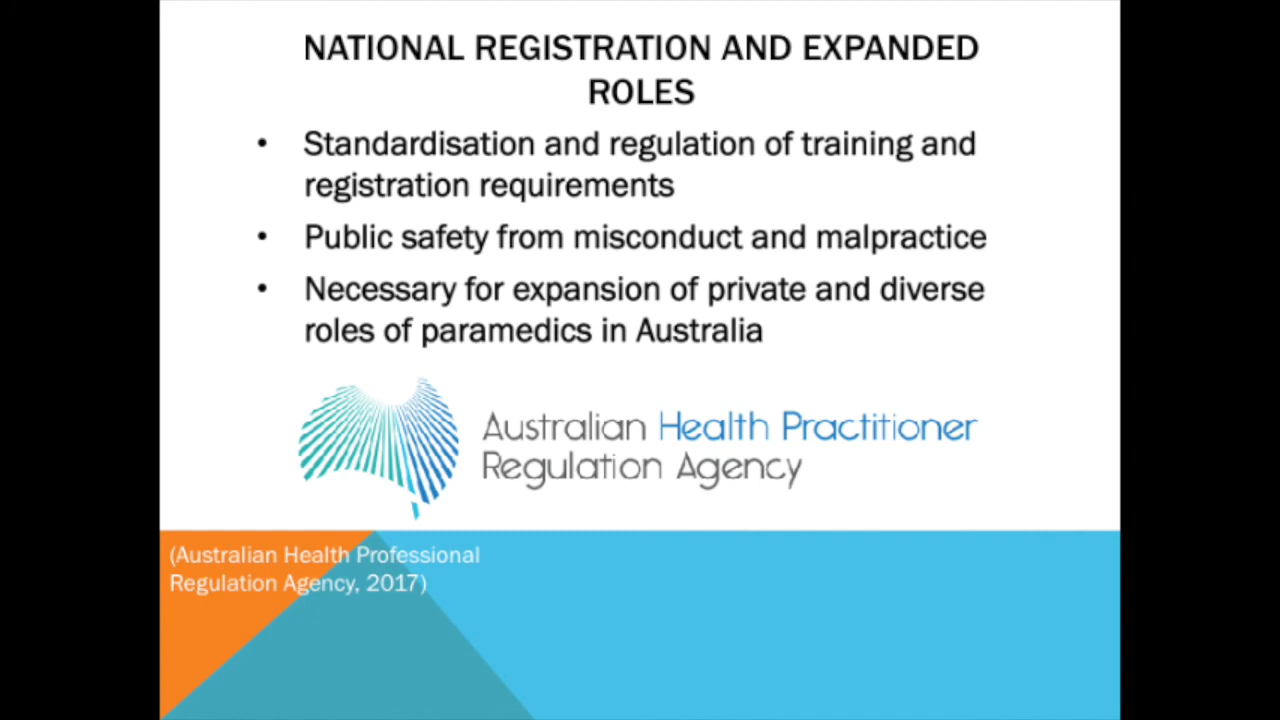 NATIONAL REGISTRATION AND EXPANDED
ROLES
• Standardisation and regulation of training and
registration requirements
• Public safety from misconduct and malpractice
• Necessary for expansion of private and diverse
roles of paramedics in Australia
Australian Health Practitioner
Regulation Agency
(Australian Health Professional
Regulation Agency, 2017)